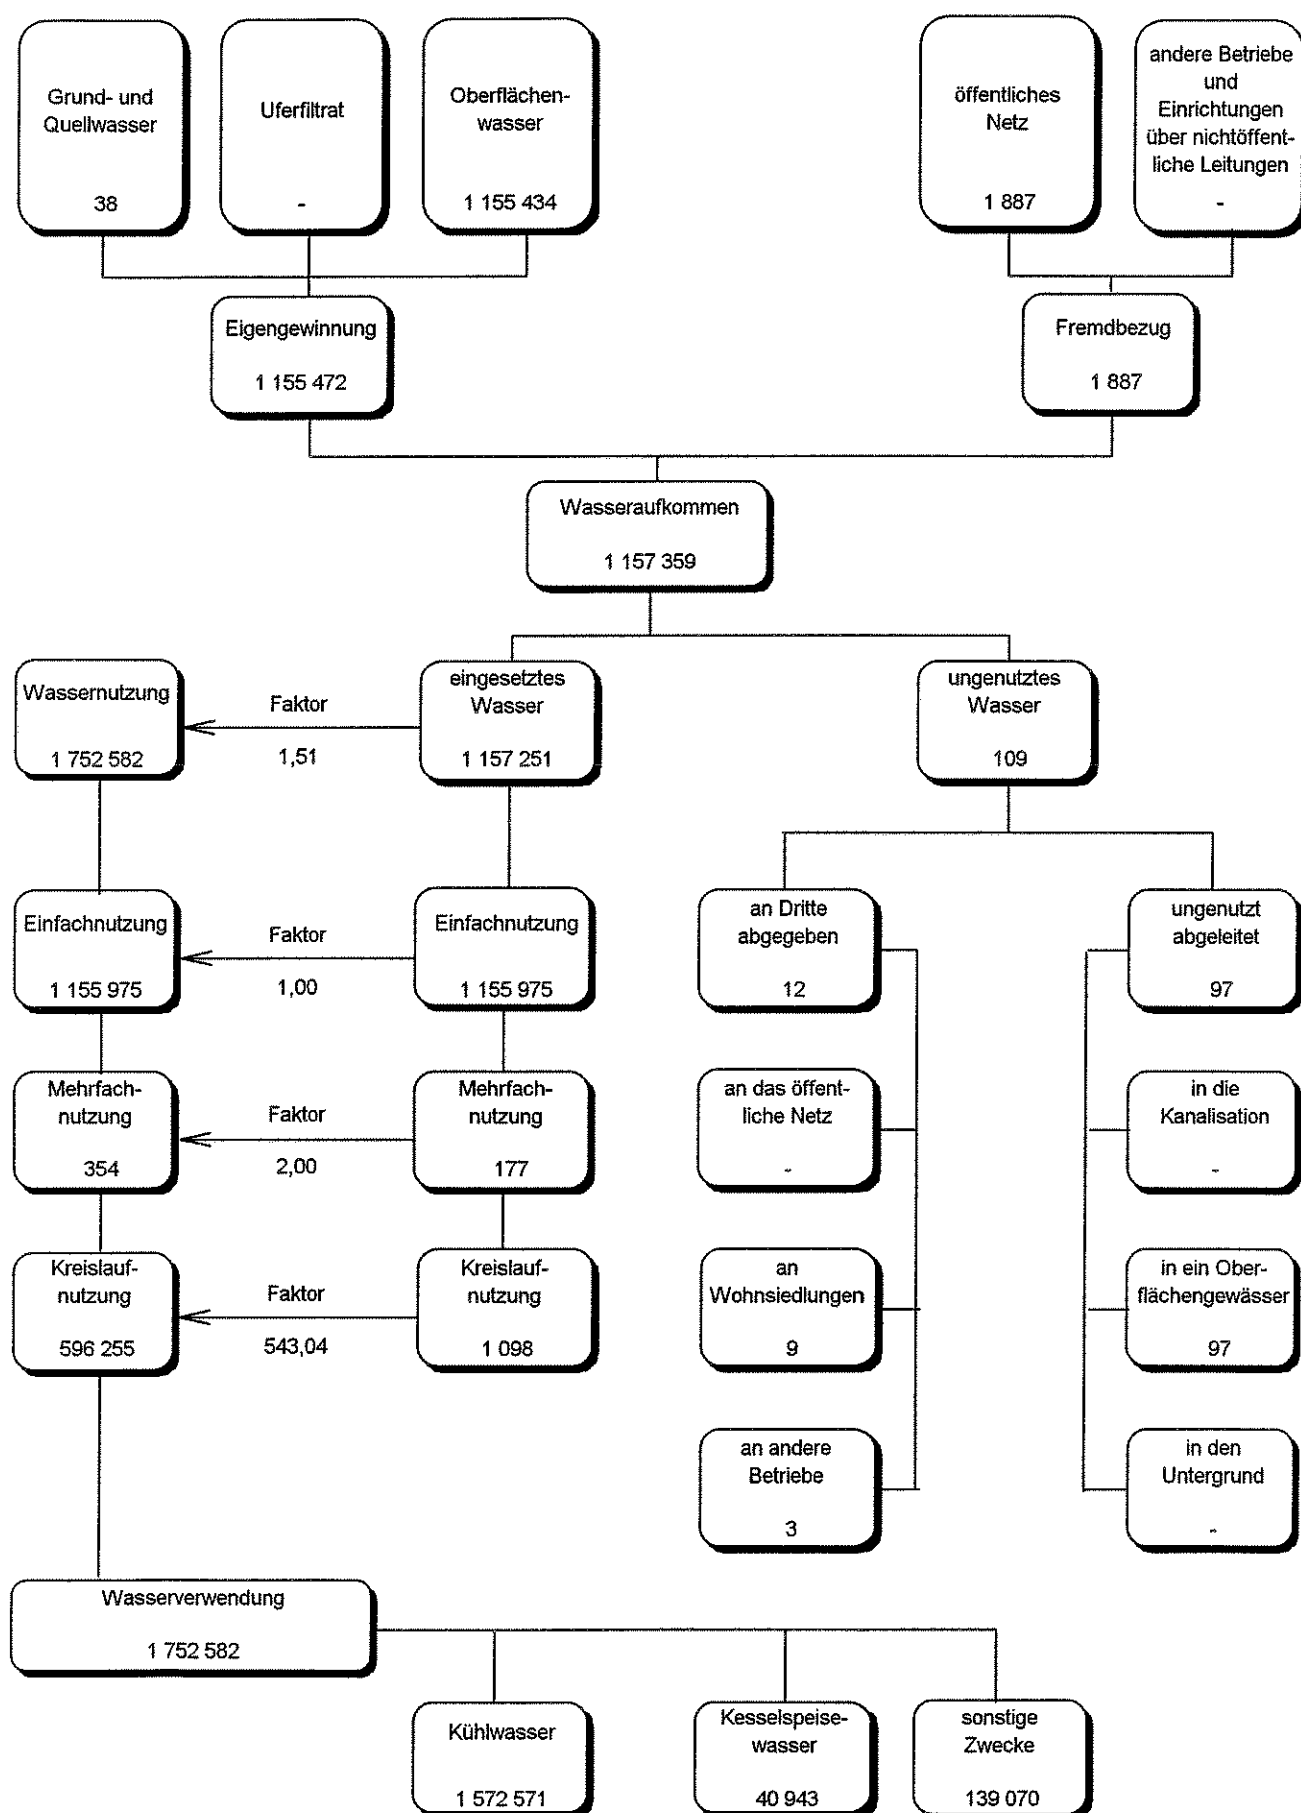 Grund- und
Quellwasser
38
Uferfiltrat
-
Oberflächen-
wasser
1 155 434
öffentliches
Netz
1 887
andere Betriebe
und
Einrichtungen
über nichtöffent-
liche Leitungen
-
Eigengewinnung
1 155 472
Fremdbezug
1 887
Wasseraufkommen
1 157 359
Wassernutzung
1 752 582
Faktor
1,51
eingesetztes
Wasser
1 157 251
ungenutztes
Wasser
109
Einfachnutzung
1 155 975
Faktor
1,00
Einfachnutzung
1 155 975
an Dritte
abgegeben
12
ungenutzt
abgeleitet
97
Mehrfach-
nutzung
354
Faktor
2,00
Mehrfach-
nutzung
177
an das öffent-
liche Netz
-
in die
Kanalisation
-
Kreislauf-
nutzung
596 255
Faktor
543,04
Kreislauf-
nutzung
1 098
an
Wohnsiedlungen
9
in ein Ober-
flächengewässer
97
an andere
Betriebe
3
in den
Untergrund
-
Wasserverwendung
1 752 582
Kühlwasser
1 572 571
Kesselspeise-
wasser
40 943
sonstige
Zwecke
139 070